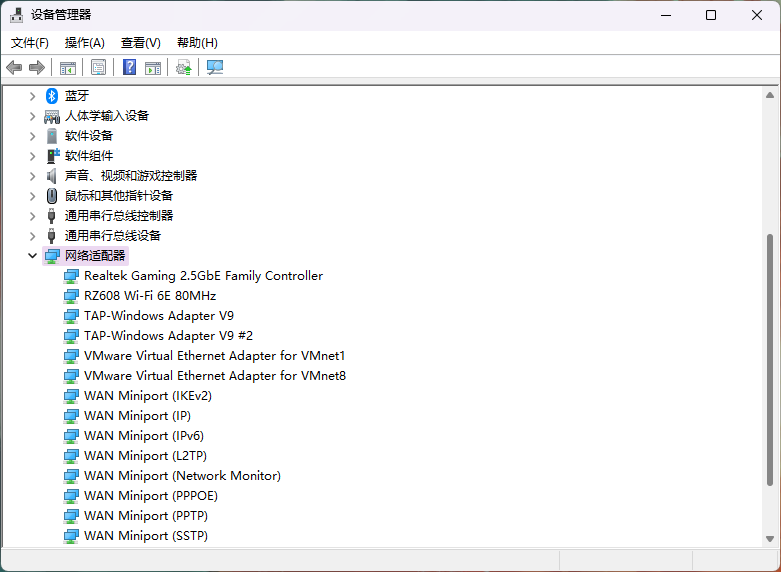 设备管理器
文件(F) 操作(A) 查看(V) 帮助(H)
蓝牙
人体学输入设备
软件设备
软件组件
声音、视频和游戏控制器
鼠标和其他指针设备
通用串行总线控制器
通用串行总线设备
网络适配器
Realtek Gaming 2.5GbE Family Controller
RZ608 Wi-Fi 6E 80MHz
TAP-Windows Adapter V9
TAP-Windows Adapter V9 #2
VMware Virtual Ethernet Adapter for VMnet1
VMware Virtual Ethernet Adapter for VMnet8
WAN Miniport (IKEv2)
WAN Miniport (IP)
WAN Miniport (IPv6)
WAN Miniport (L2TP)
WAN Miniport (Network Monitor)
WAN Miniport (PPPOE)
WAN Miniport (PPTP)
WAN Miniport (SSTP)